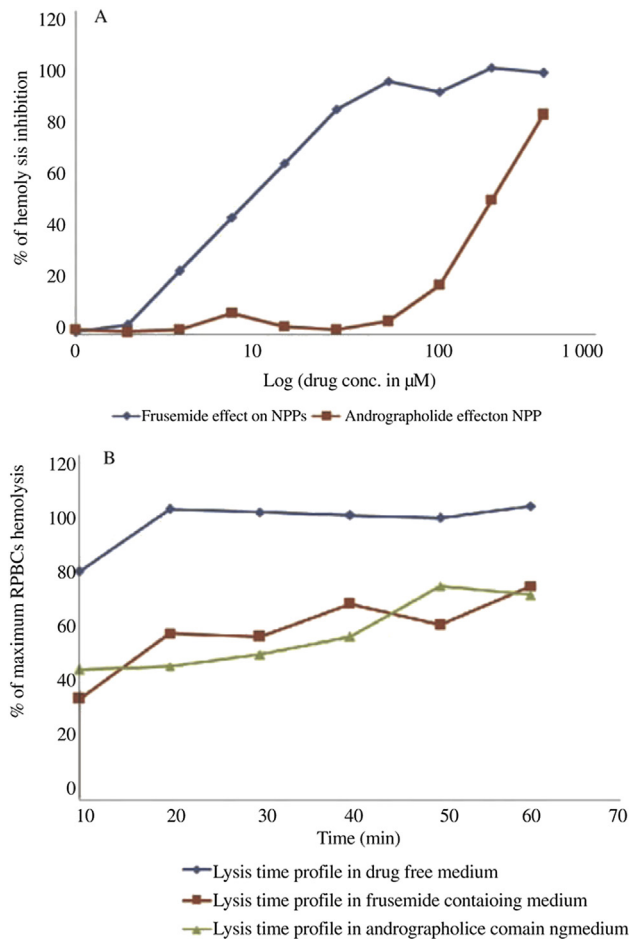 A
120
100
80
60
40
20
0
% of hemoly sis inhibition
0 10 100 1 000
Log (drug conc. in μM)
Frusemide effect on NPPs Andrographolide effecton NPP
B
120
100
80
60
40
20
0
% of maximum RPBCs hemolysis
10 20 30 40 50 60 70
Time (min)
Lysis time profile in drug free medium
Lysis time profile in frusemide contaioing medium
Lysis time profile in andrographolice comain ngmedium